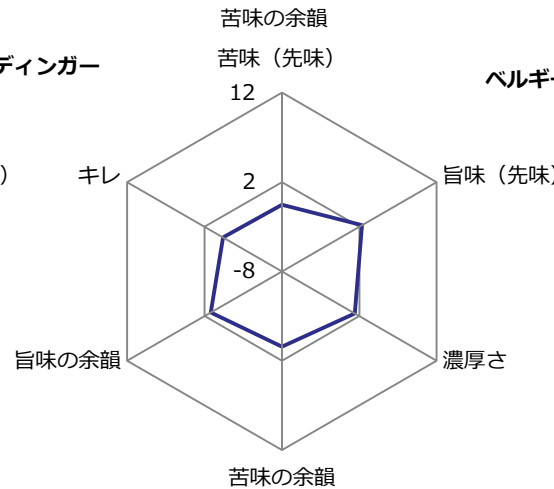 苦味の余韻
ディンガー
苦味（先味）
ベルギ
12
）
キレ
2
旨味（先味）
-8
旨味の余韻
濃厚さ
苦味の余韻